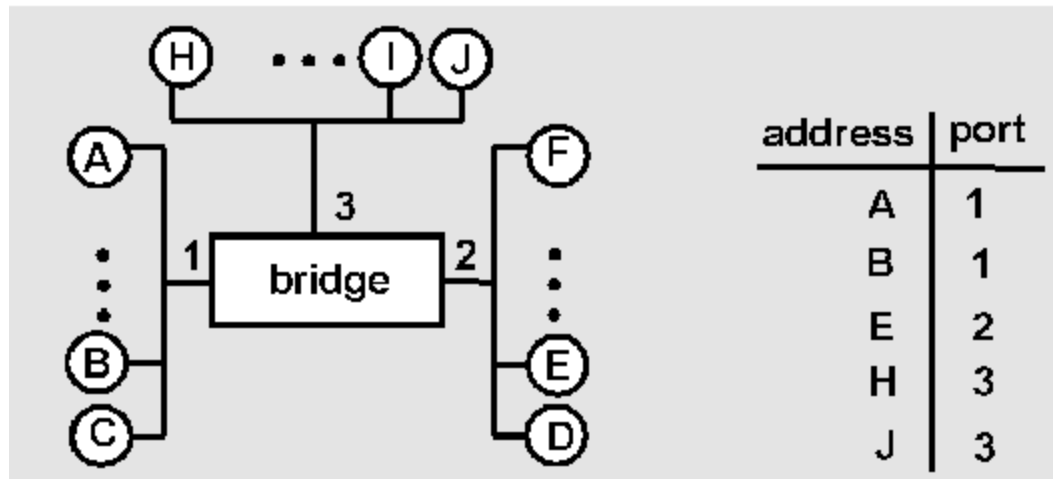 H ... I J
A
F
3
1 bridge 2
B
E
C
D
address port
A 1
B 1
E 2
H 3
J 3